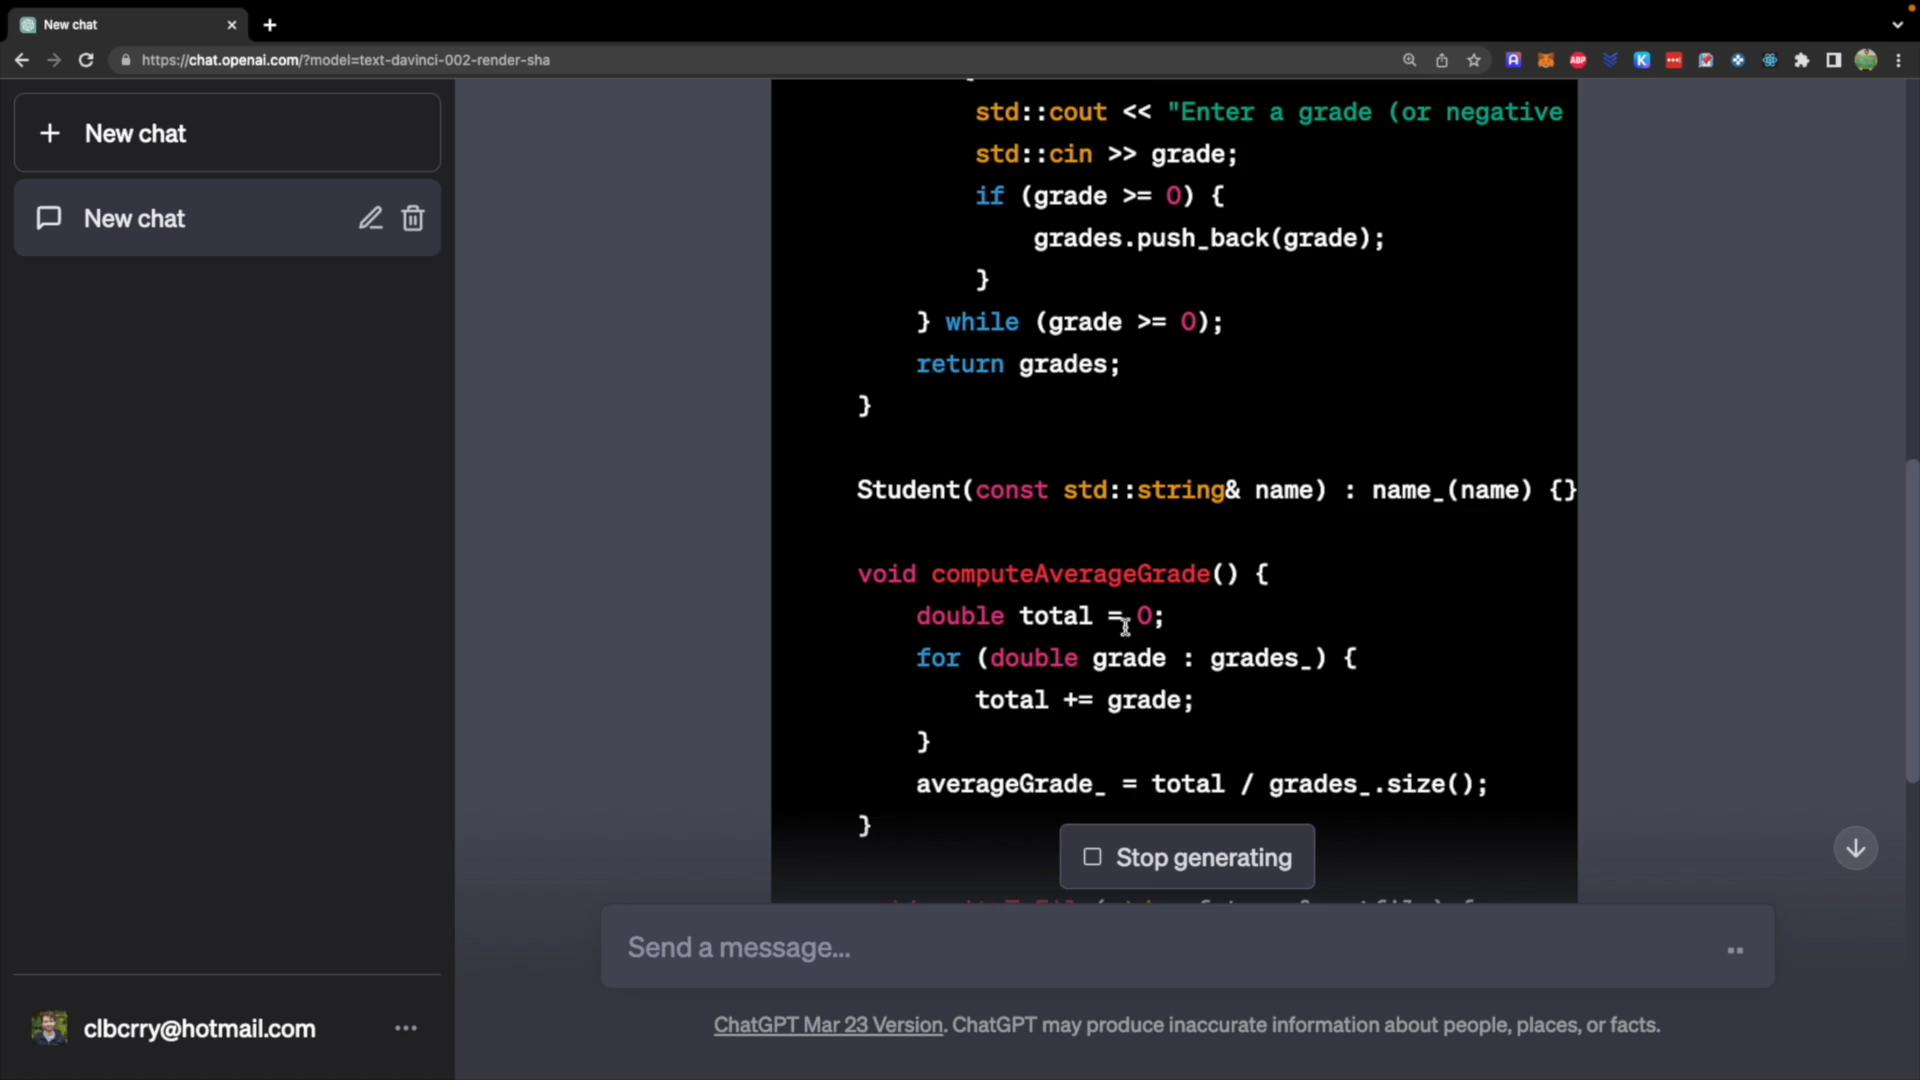 New chat
https://chat.openai.com/?model=text-davinci-002-render-sha
New chat
New chat
std::cout << "Enter a grade (or negative
std::cin >> grade;
if (grade >= 0) {
grades.push_back(grade);
}
} while (grade >= 0);
return grades;
}
Student(const std::string& name) : name_(name) {}
void computeAverageGrade() {
double total = 0;
for (double grade : grades_) {
total += grade;
}
averageGrade_ = total / grades_.size();
}
Stop generating
Send a message...
clbcrry@hotmail.com
ChatGPT Mar 23 Version. ChatGPT may produce inaccurate information about people, places, or facts.